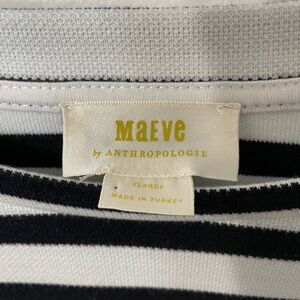 MAEVE
by ANTHROPOLOGIE
XLARGE
MADE IN TURKEY